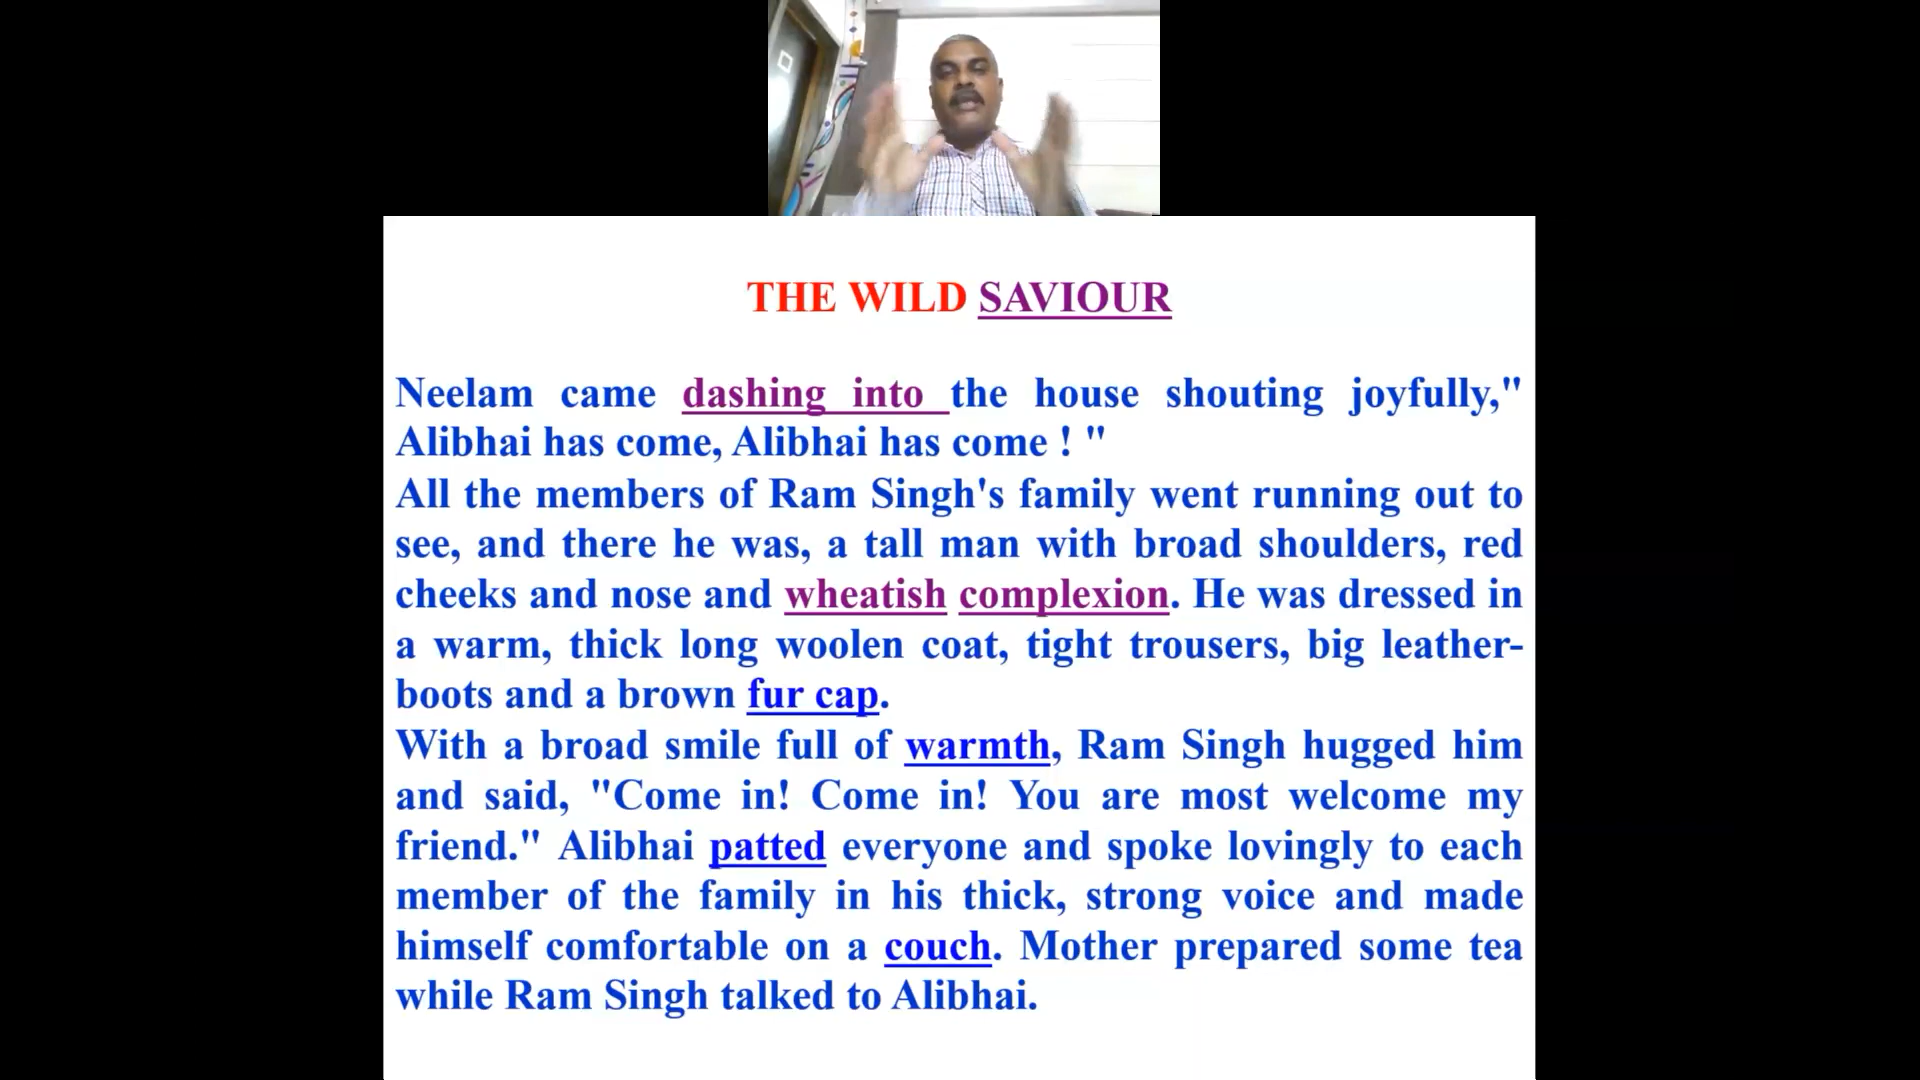 THE WILD SAVIOUR
Neelam came dashing into the house shouting joyfully,"
Alibhai has come, Alibhai has come ! "
All the members of Ram Singh's family went running out to
see, and there he was, a tall man with broad shoulders, red
cheeks and nose and wheatish complexion. He was dressed in
a warm, thick long woolen coat, tight trousers, big leather-
boots and a brown fur cap.
With a broad smile full of warmth, Ram Singh hugged him
and said, "Come in! Come in! You are most welcome my
friend." Alibhai patted everyone and spoke lovingly to each
member of the family in his thick, strong voice and made
himself comfortable on a couch. Mother prepared some tea
while Ram Singh talked to Alibhai.